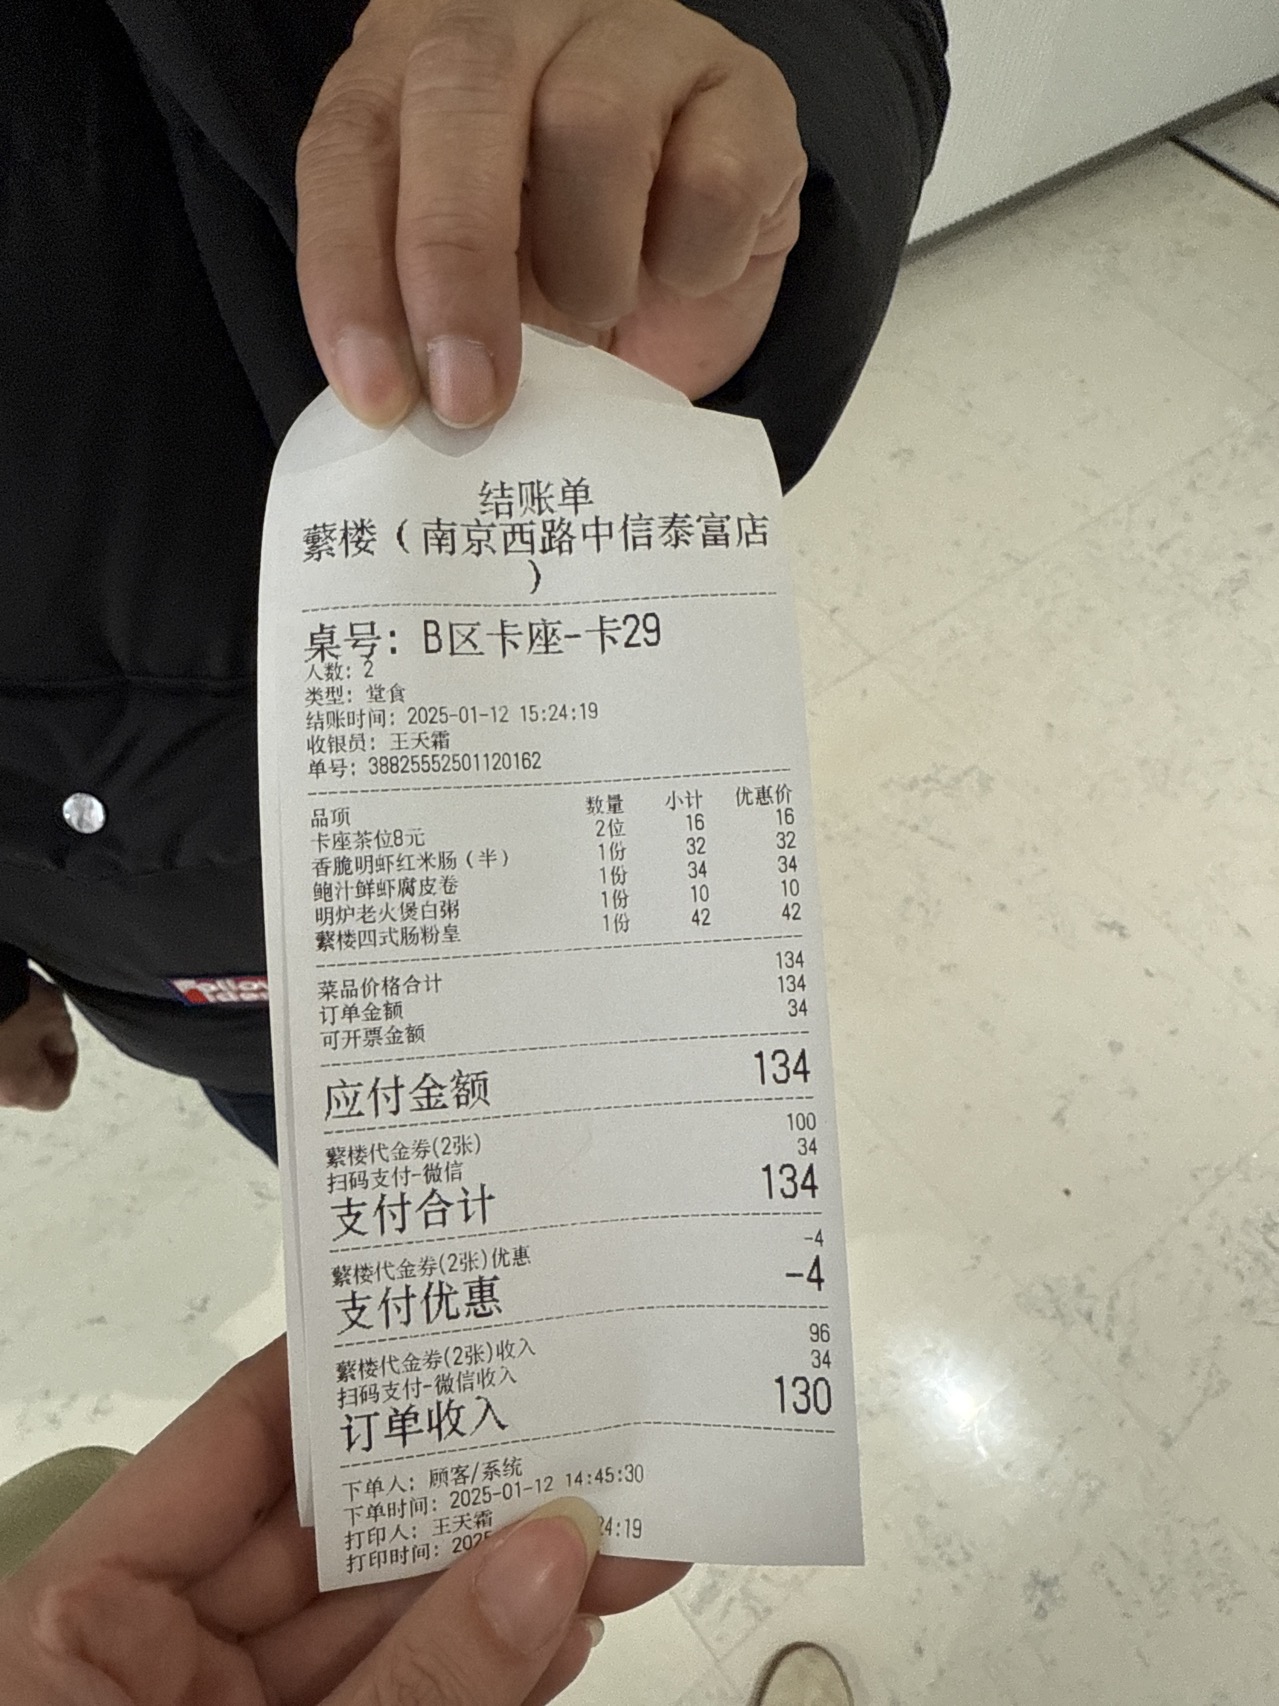 结账单
蘩楼（南京西路中信泰富店
）
桌号：B区卡座-卡29
人数：2
类型：堂食
结账时间：2025-01-12 15:24:19
收银员：王天霜
单号：38825552501120162
品项 数量 小计 优惠价
卡座茶位8元 2位 16 16
香脆明虾红米肠（半） 1份 32 32
鲍汁鲜虾腐皮卷 1份 34 34
明炉老火煲白粥 1份 10 10
蘩楼四式肠粉皇 1份 42 42
菜品价格合计 134
订单金额 134
可开票金额 34
应付金额 134
蘩楼代金券(2张) 100
扫码支付-微信 34
支付合计 134
蘩楼代金券(2张)优惠 -4
支付优惠 -4
蘩楼代金券(2张)收入 96
扫码支付-微信收入 34
订单收入 130
下单人：顾客/系统
下单时间：2025-01-12 14:45:30
打印人：王天霜
打印时间：202 24:19